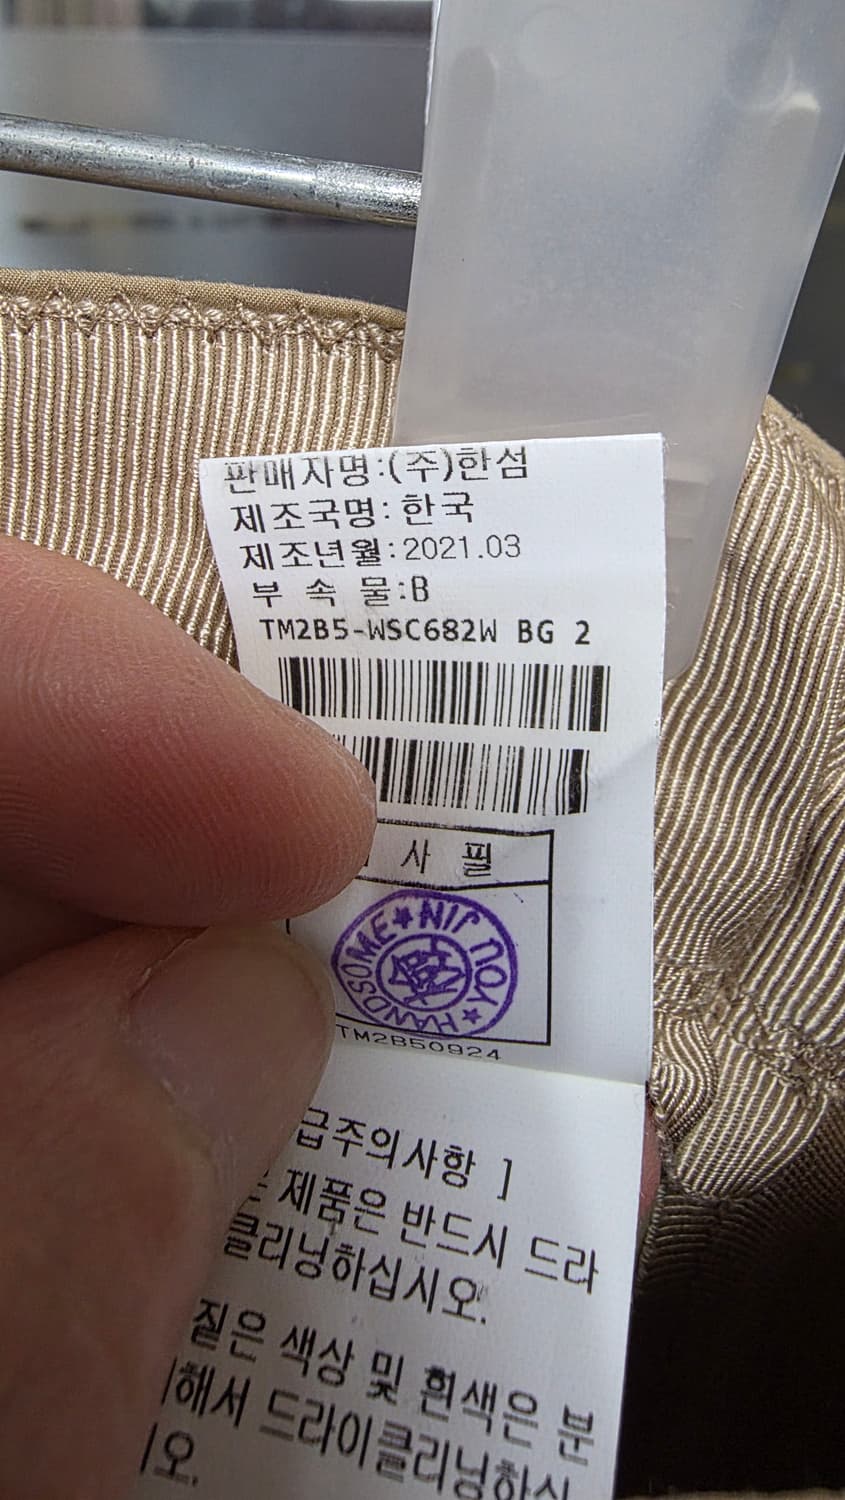 판매자명:(주)한섬
제조국명:한국
제조년월:2021.03
부 속 물:B
TM2B5-WSC682W BG 2
사 필
HANDSOME★NIP UOY★
TM2B50924
급주의사항 ]
제품은 반드시 드라
클리닝하십시오.
질은 색상 및 흰색은 분
해서 드라이클리닝하시
오.